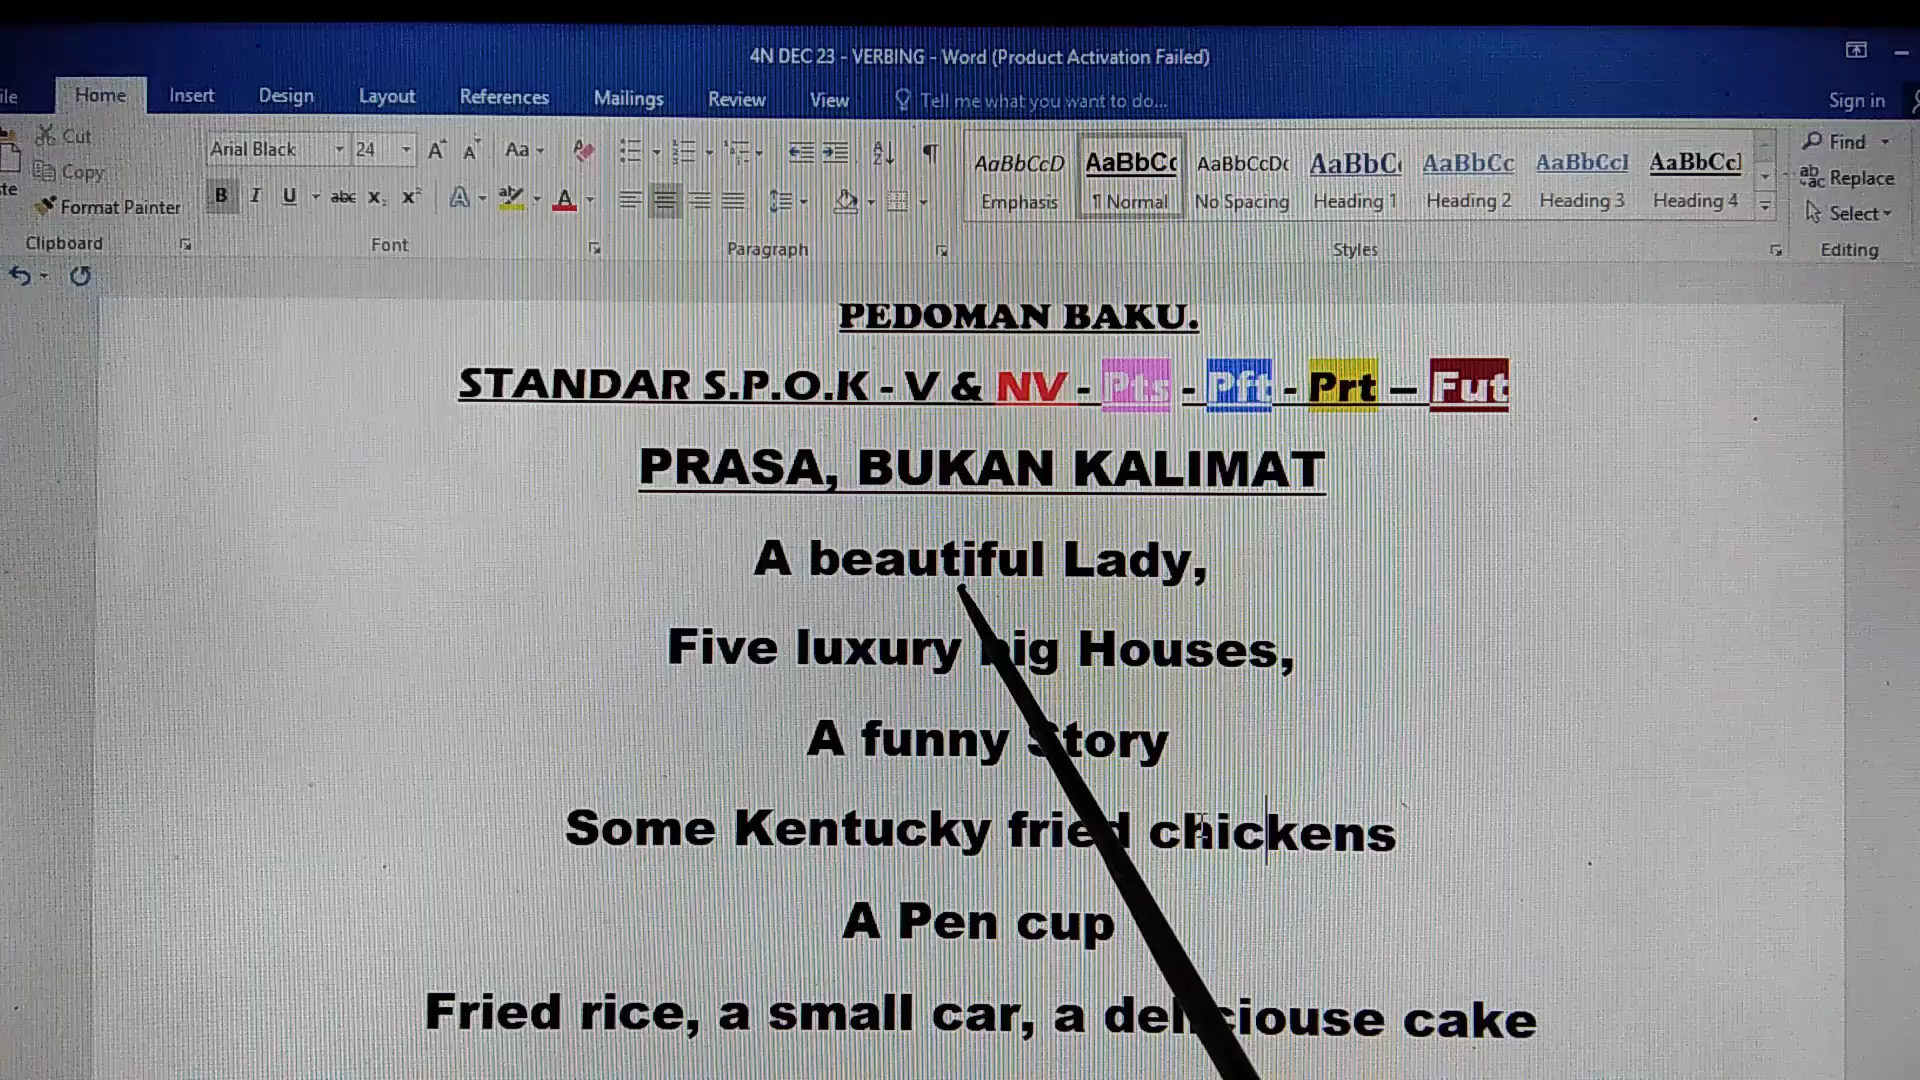 4N DEC 23 - VERBING - Word (Product Activation Failed)
Home Insert Design Layout References Mailings Review View Tell me what you want to do... Sign in
Cut
Copy
Format Painter
Clipboard
Arial Black 24
Font
Paragraph
AaBbCcD AaBbCc AaBbCcDc AaBbC AaBbCc AaBbCcI AaBbCcI
Emphasis ¶ Normal No Spacing Heading 1 Heading 2 Heading 3 Heading 4
Styles
Find
Replace
Select
Editing
PEDOMAN BAKU.
STANDAR S.P.O.K - V & NV - Pts - Pft - Prt – Fut
PRASA, BUKAN KALIMAT
A beautiful Lady,
Five luxury big Houses,
A funny Story
Some Kentucky fried chickens
A Pen cup
Fried rice, a small car, a deliciouse cake